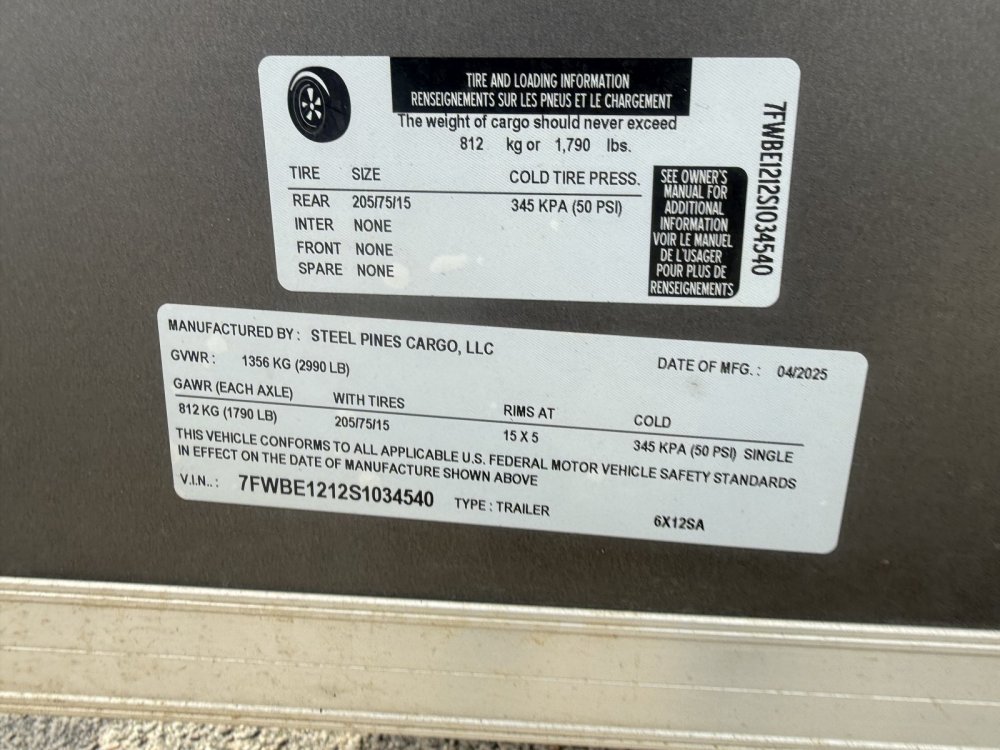 TIRE AND LOADING INFORMATION
RENSEIGNEMENTS SUR LES PNEUS ET LE CHARGEMENT
The weight of cargo should never exceed
812 kg or 1,790 lbs.
TIRE SIZE COLD TIRE PRESS.
REAR 205/75/15 345 KPA (50 PSI)
INTER NONE
FRONT NONE
SPARE NONE
SEE OWNER'S
MANUAL FOR
ADDITIONAL
INFORMATION
VOIR LE MANUEL
DE L'USAGER
POUR PLUS DE
RENSEIGNEMENTS
7FWBE1212S1034540
MANUFACTURED BY: STEEL PINES CARGO, LLC
GVWR: 1356 KG (2990 LB) DATE OF MFG.: 04/2025
GAWR (EACH AXLE) WITH TIRES RIMS AT COLD
812 KG (1790 LB) 205/75/15 15 X 5 345 KPA (50 PSI) SINGLE
THIS VEHICLE CONFORMS TO ALL APPLICABLE U.S. FEDERAL MOTOR VEHICLE SAFETY STANDARDS
IN EFFECT ON THE DATE OF MANUFACTURE SHOWN ABOVE
V.I.N..: 7FWBE1212S1034540 TYPE: TRAILER 6X12SA